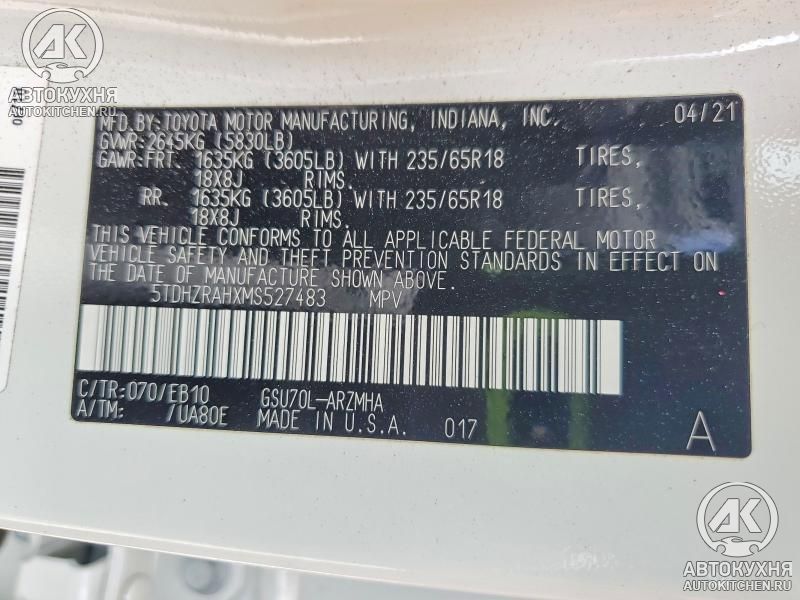 AK
АВТОКУХНЯ
AUTOKITCHEN.RU
MFD.BY:TOYOTA MOTOR MANUFACTURING, INDIANA, INC. 04/21
GVWR:2645KG (5830LB)
GAWR:FRT. 1635KG (3605LB) WITH 235/65R18 TIRES,
18X8J RIMS.
RR. 1635KG (3605LB) WITH 235/65R18 TIRES,
18X8J RIMS.
THIS VEHICLE CONFORMS TO ALL APPLICABLE FEDERAL MOTOR
VEHICLE SAFETY AND THEFT PREVENTION STANDARDS IN EFFECT ON
THE DATE OF MANUFACTURE SHOWN ABOVE.
5TDHZRAHXMS527483 MPV
C/TR:070/EB10 GSU70L-ARZMHA
A/TM: /UA80E MADE IN U.S.A. 017 A
AK
АВТОКУХНЯ
AUTOKITCHEN.RU